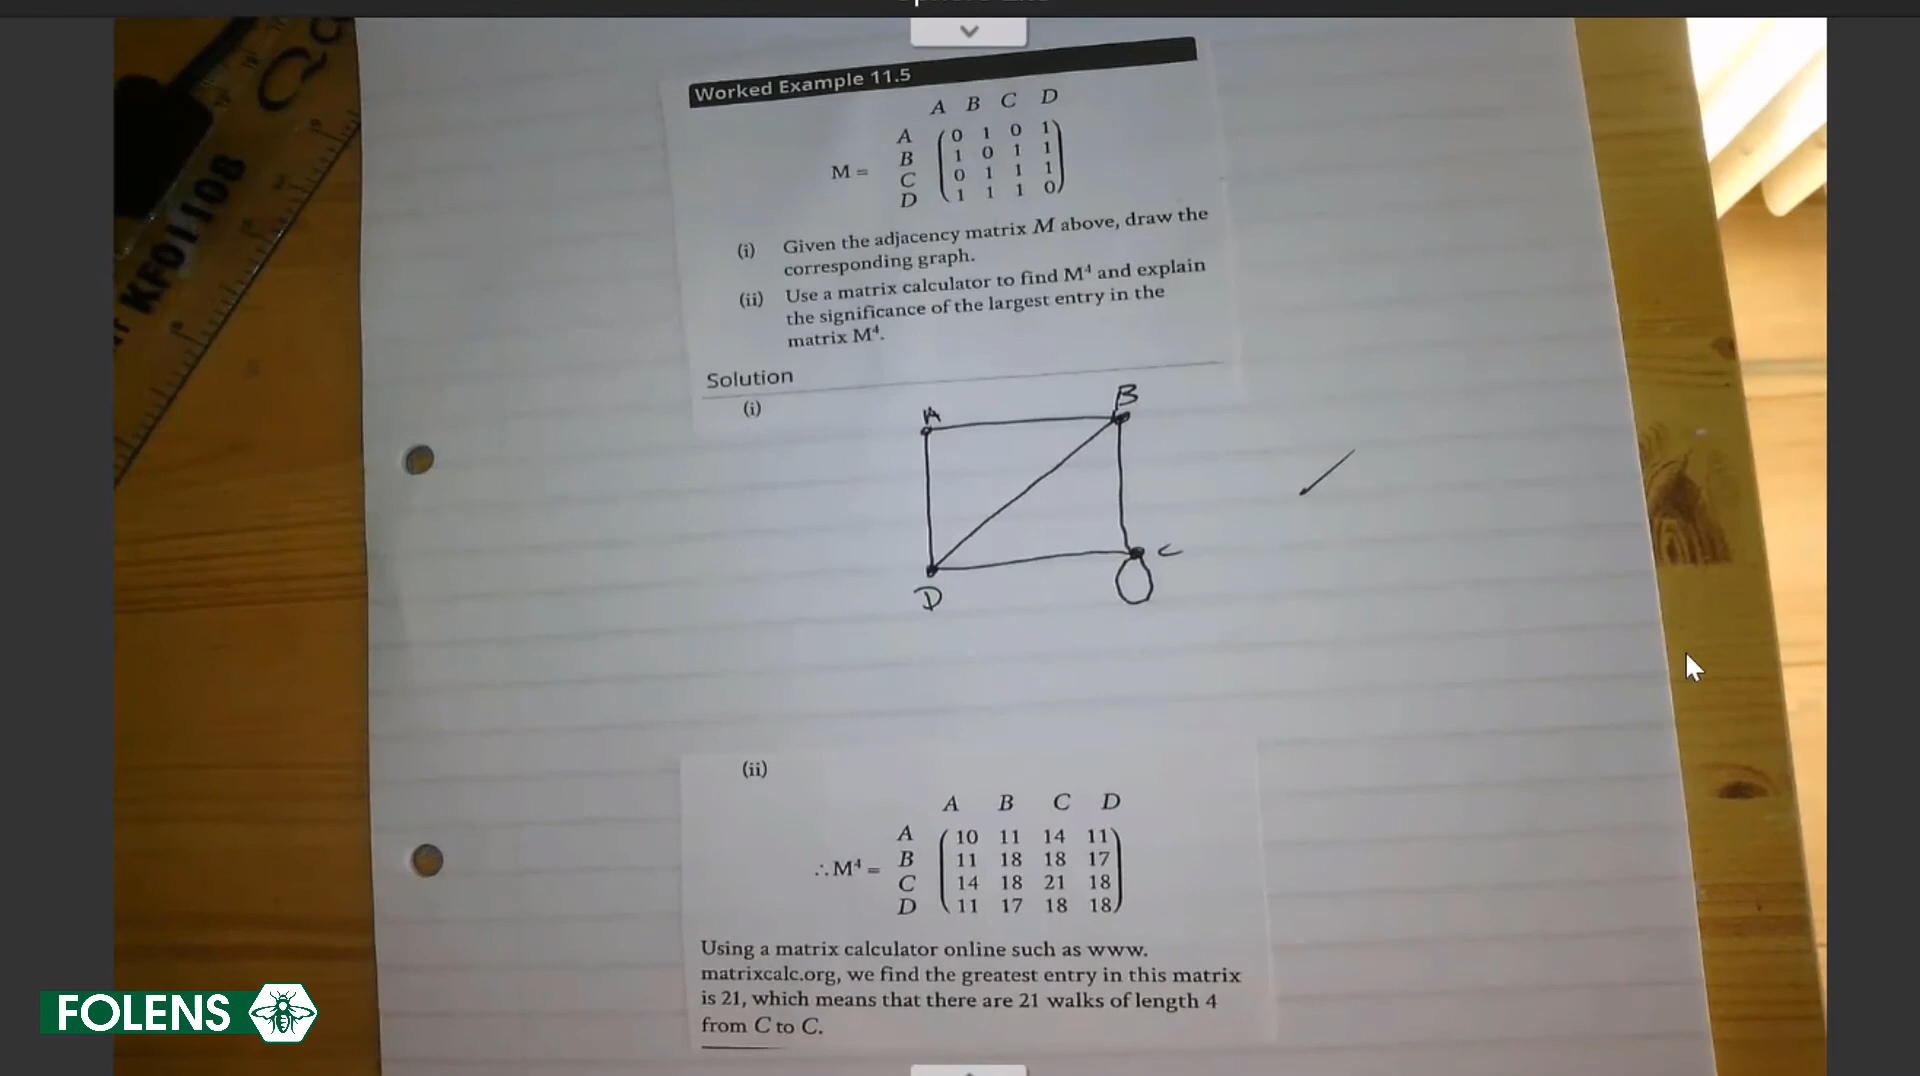 Worked Example 11.5
A B C D
A 0 1 0 1
B 1 0 1 1
M = C 0 1 1 1
D 1 1 1 0
(i) Given the adjacency matrix M above, draw the
corresponding graph.
(ii) Use a matrix calculator to find M⁴ and explain
the significance of the largest entry in the
matrix M⁴.
Solution
(i)
A B
C
D
(ii)
A B C D
A 10 11 14 11
B 11 18 18 17
∴M⁴ = C 14 18 21 18
D 11 17 18 18
Using a matrix calculator online such as www.
matrixcalc.org, we find the greatest entry in this matrix
is 21, which means that there are 21 walks of length 4
from C to C.
KF01108
FOLENS